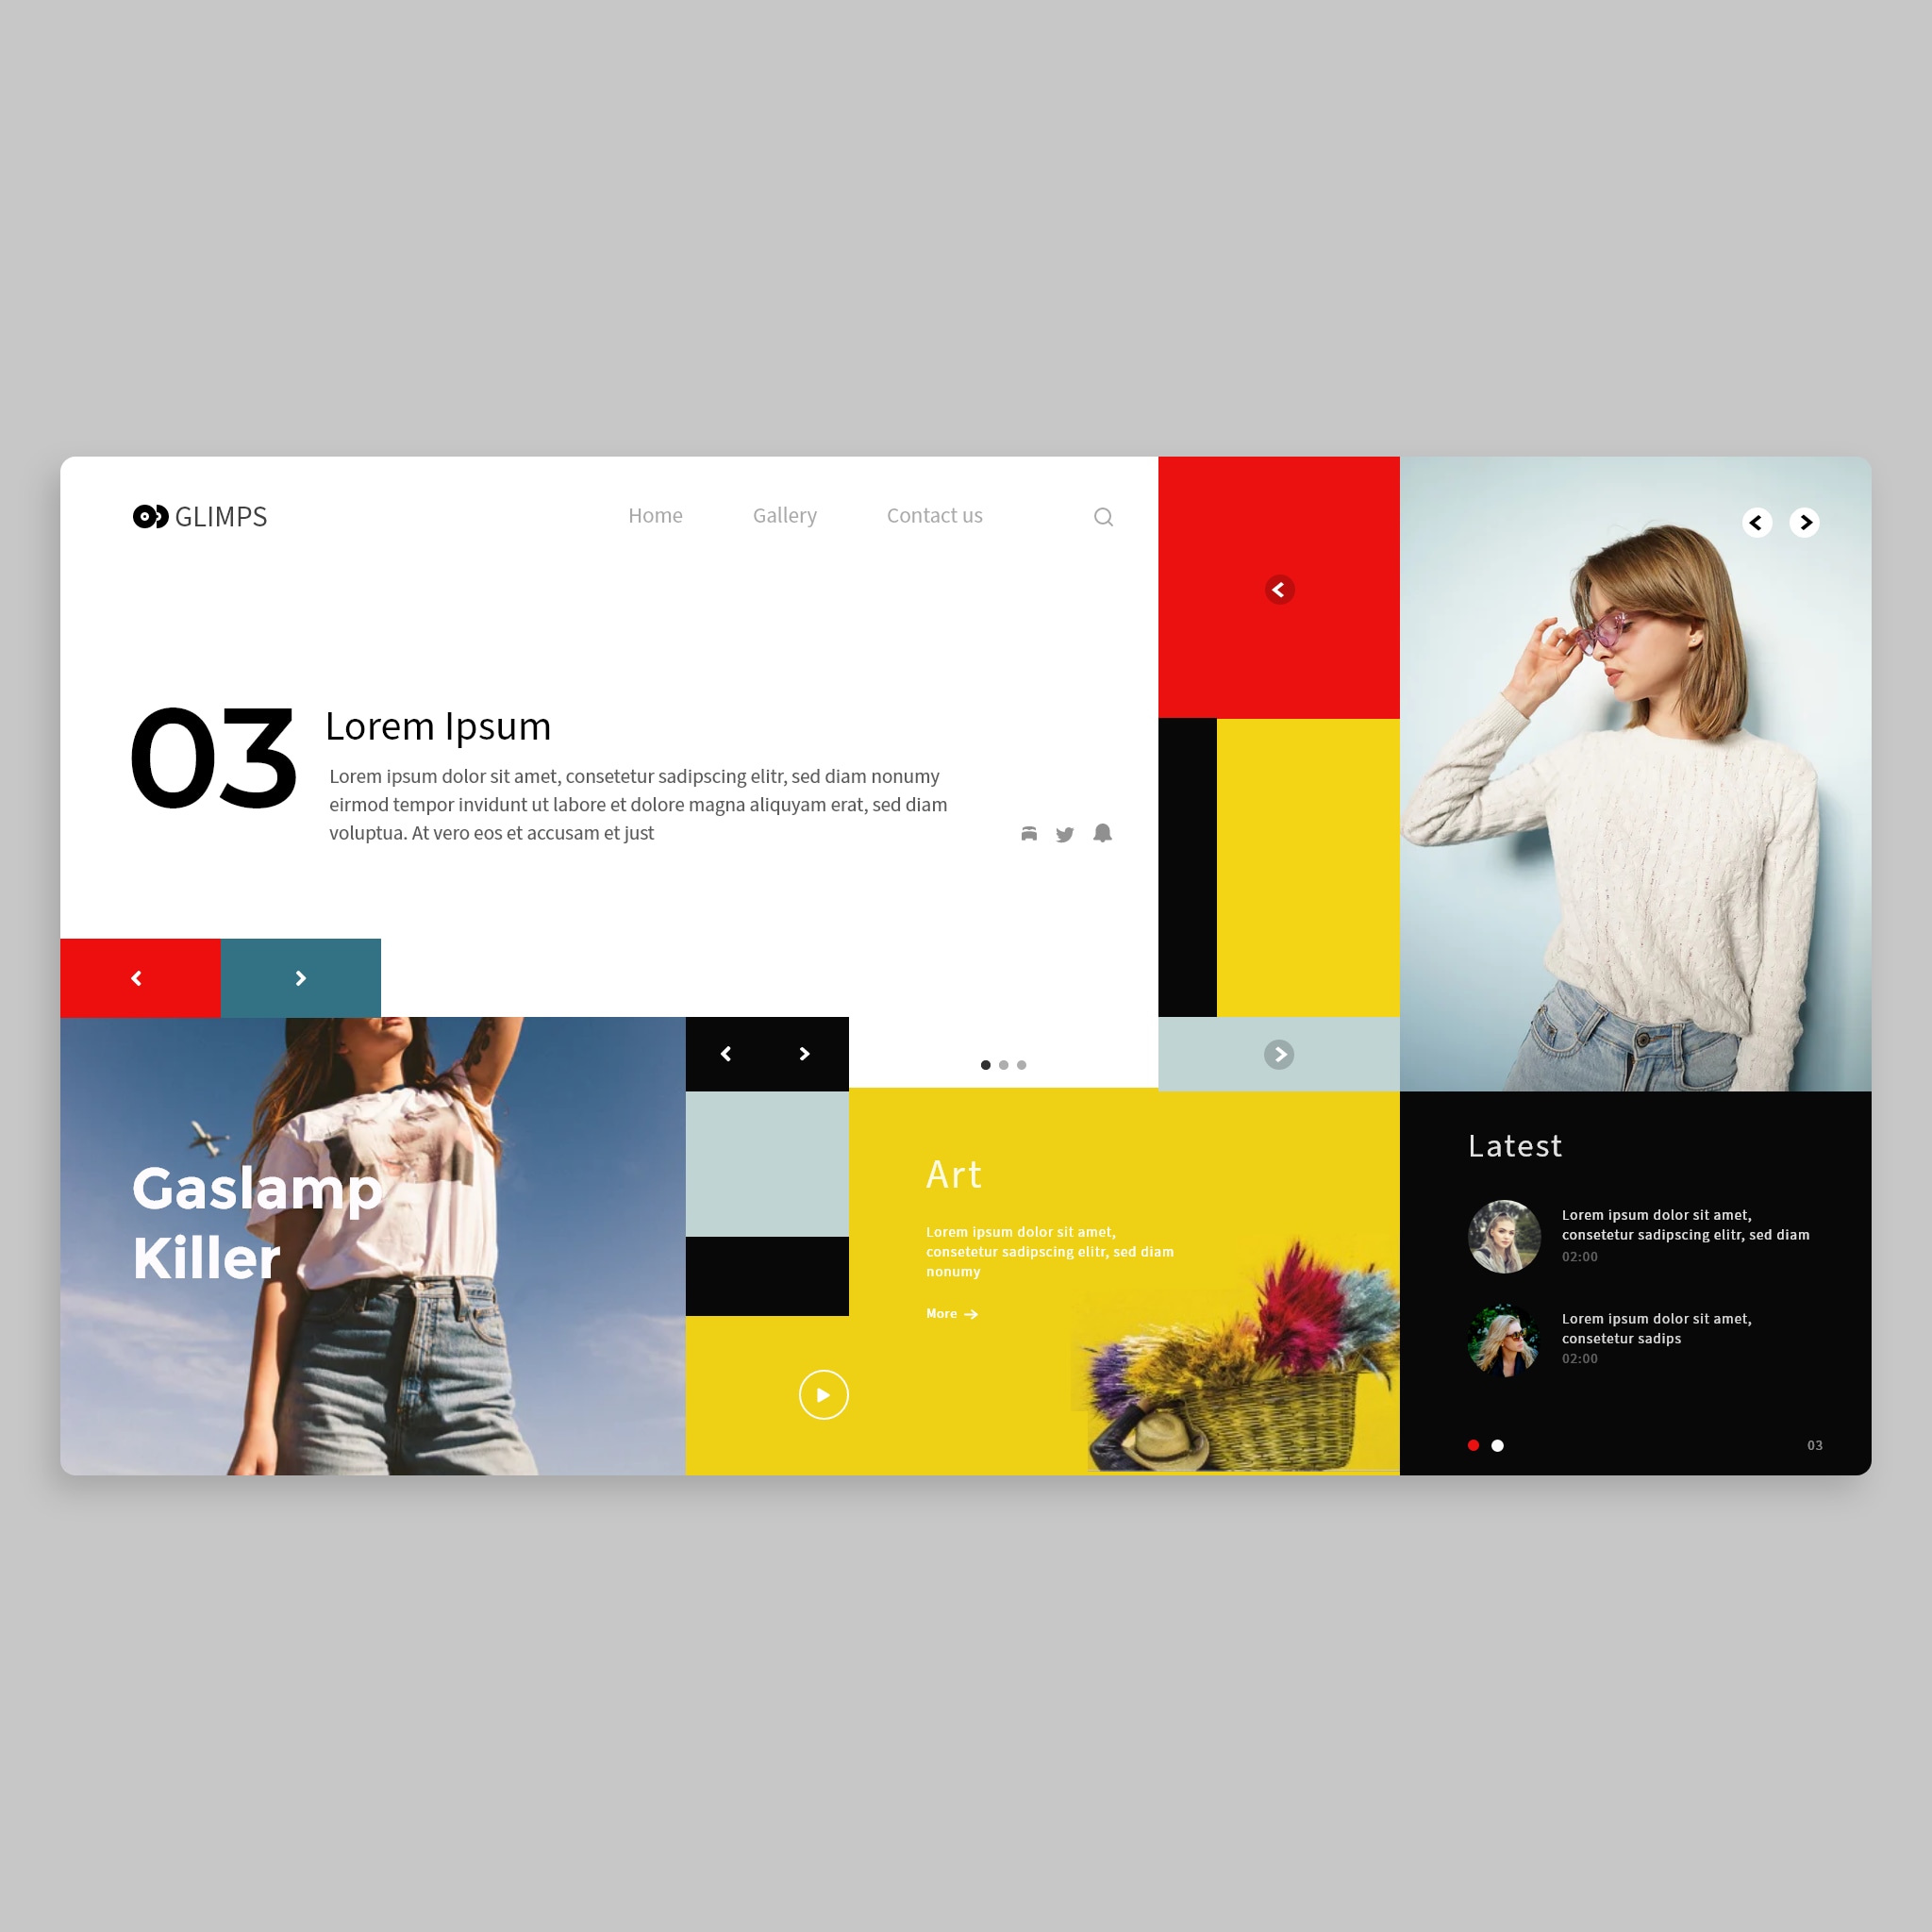 GLIMPS
Home
Gallery
Contact us
03
Lorem Ipsum
Lorem ipsum dolor sit amet, consetetur sadipscing elitr, sed diam nonumy
eirmod tempor invidunt ut labore et dolore magna aliquyam erat, sed diam
voluptua. At vero eos et accusam et just
Gaslamp
Killer
Art
Lorem ipsum dolor sit amet,
consetetur sadipscing elitr, sed diam
nonumy
More
Latest
Lorem ipsum dolor sit amet,
consetetur sadipscing elitr, sed diam
02:00
Lorem ipsum dolor sit amet,
consetetur sadips
02:00
03